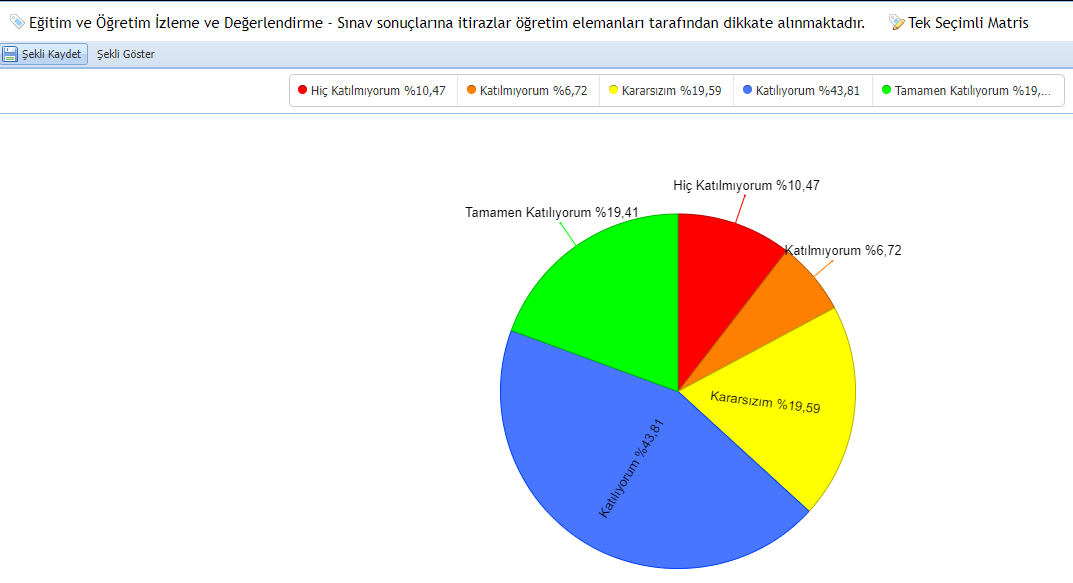 Eğitim ve Öğretim İzleme ve Değerlendirme - Sınav sonuçlarına itirazlar öğretim elemanları tarafından dikkate alınmaktadır. Tek Seçimli Matris
Şekli Kaydet Şekli Göster
Hiç Katılmıyorum %10,47 Katılmıyorum %6,72 Kararsızım %19,59 Katılıyorum %43,81 Tamamen Katılıyorum %19,...
Hiç Katılmıyorum %10,47
Tamamen Katılıyorum %19,41
Katılmıyorum %6,72
Kararsızım %19,59
Katılıyorum %43,81